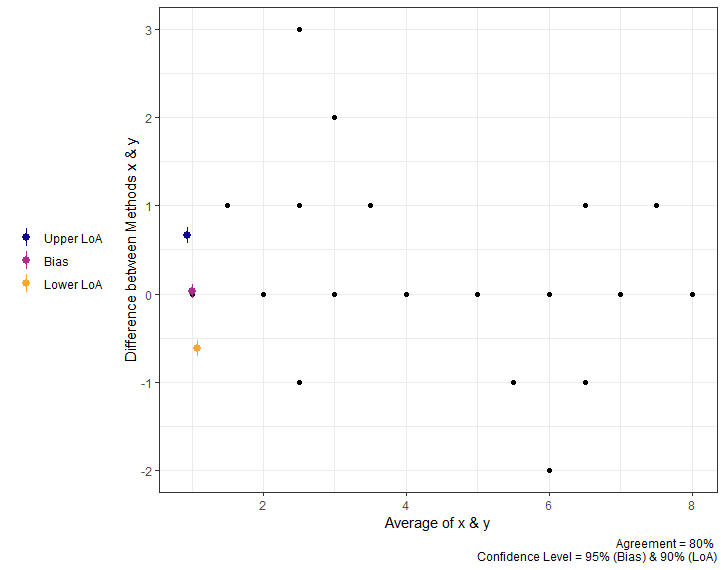 Upper LoA
Bias
Lower LoA
Difference between Methods x & y
3
2
1
0
-1
-2
2
4
6
8
Average of x & y
Agreement = 80%
Confidence Level = 95% (Bias) & 90% (LoA)